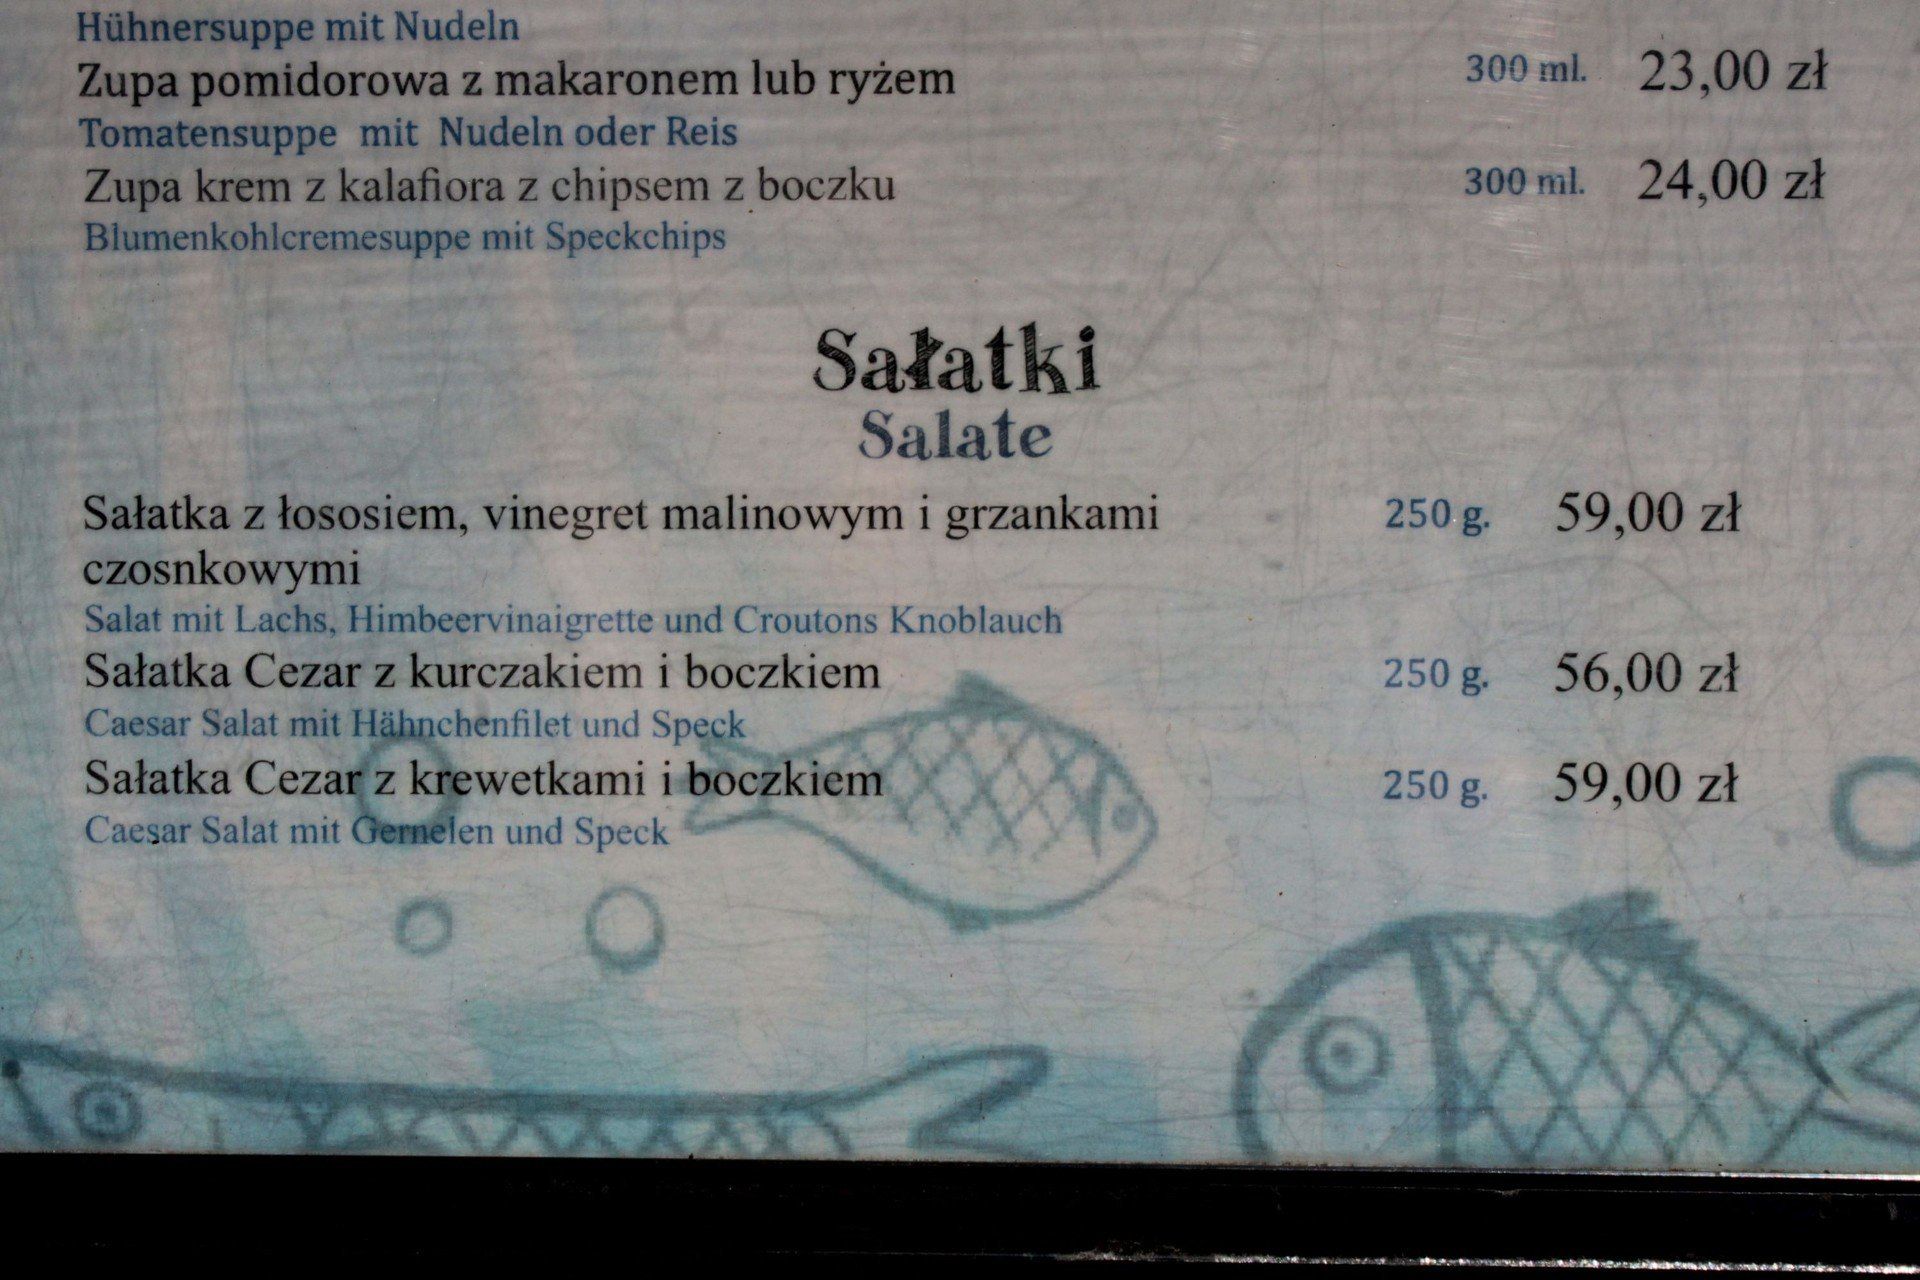 Hühnersuppe mit Nudeln
Zupa pomidorowa z makaronem lub ryżem 300 ml. 23,00 zł
Tomatensuppe mit Nudeln oder Reis
Zupa krem z kalafiora z chipsem z boczku 300 ml. 24,00 zł
Blumenkohlcremesuppe mit Speckchips
Sałatki
Salate
Sałatka z łososiem, vinegret malinowym i grzankami 250 g. 59,00 zł
czosnkowymi
Salat mit Lachs, Himbeervinaigrette und Croutons Knoblauch
Sałatka Cezar z kurczakiem i boczkiem 250 g. 56,00 zł
Caesar Salat mit Hähnchenfilet und Speck
Sałatka Cezar z krewetkami i boczkiem 250 g. 59,00 zł
Caesar Salat mit Gernelen und Speck